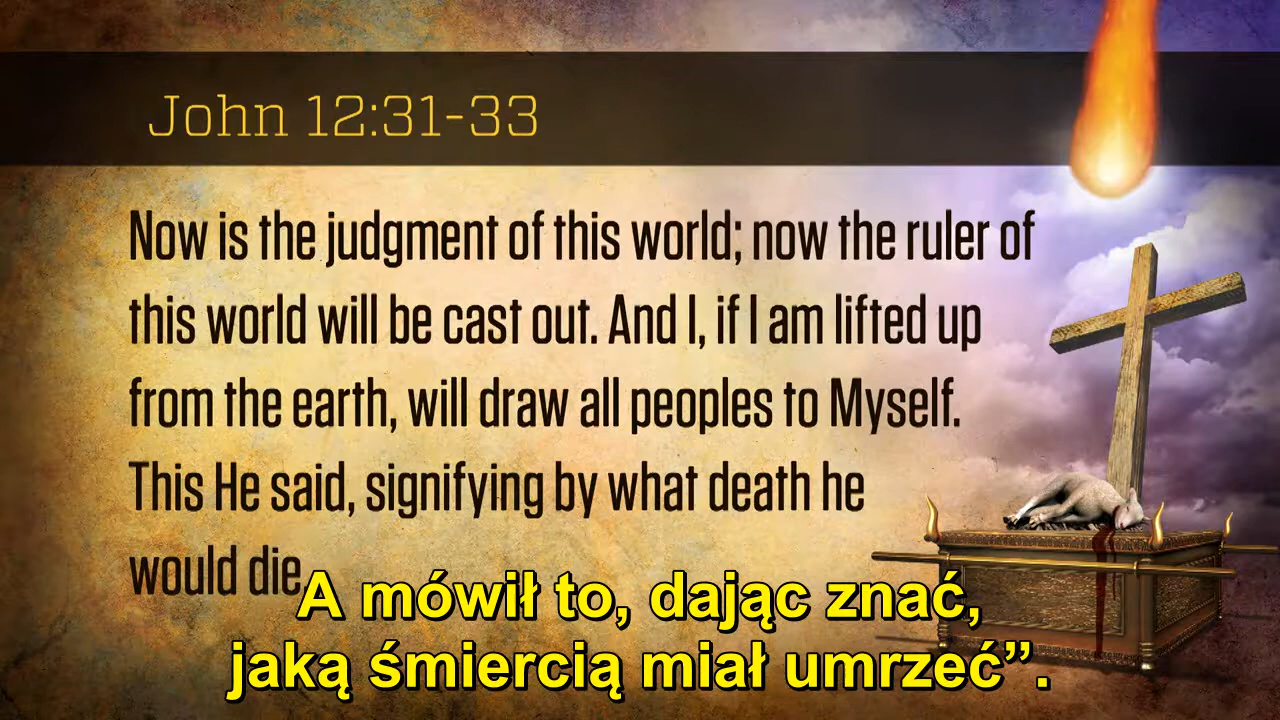 John 12:31-33
Now is the judgment of this world; now the ruler of
this world will be cast out. And I, if I am lifted up
from the earth, will draw all peoples to Myself.
This He said, signifying by what death he
would die
A mówił to, dając znać,
jaką śmiercią miał umrzeć”.